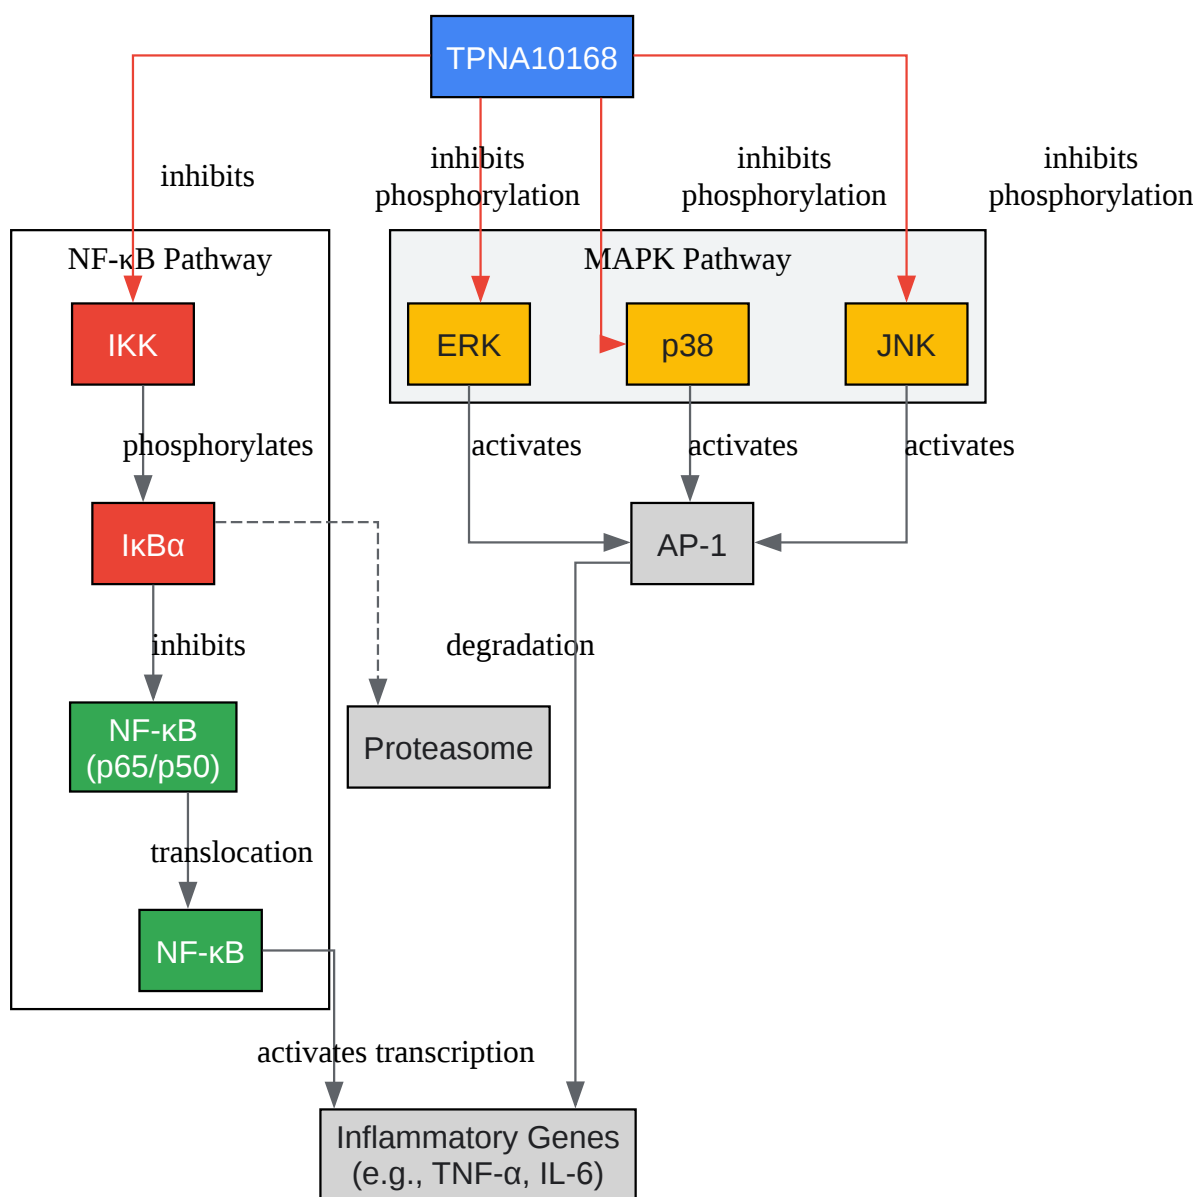 TPNA10168
inhibits
inhibits
phosphorylation
inhibits
phosphorylation
inhibits
phosphorylation
NF-κB Pathway
MAPK Pathway
IKK
ERK
p38
JNK
phosphorylates
activates
activates
activates
IκBα
AP-1
inhibits
degradation
NF-κB
(p65/p50)
Proteasome
translocation
NF-κB
activates transcription
Inflammatory Genes
(e.g., TNF-α, IL-6)